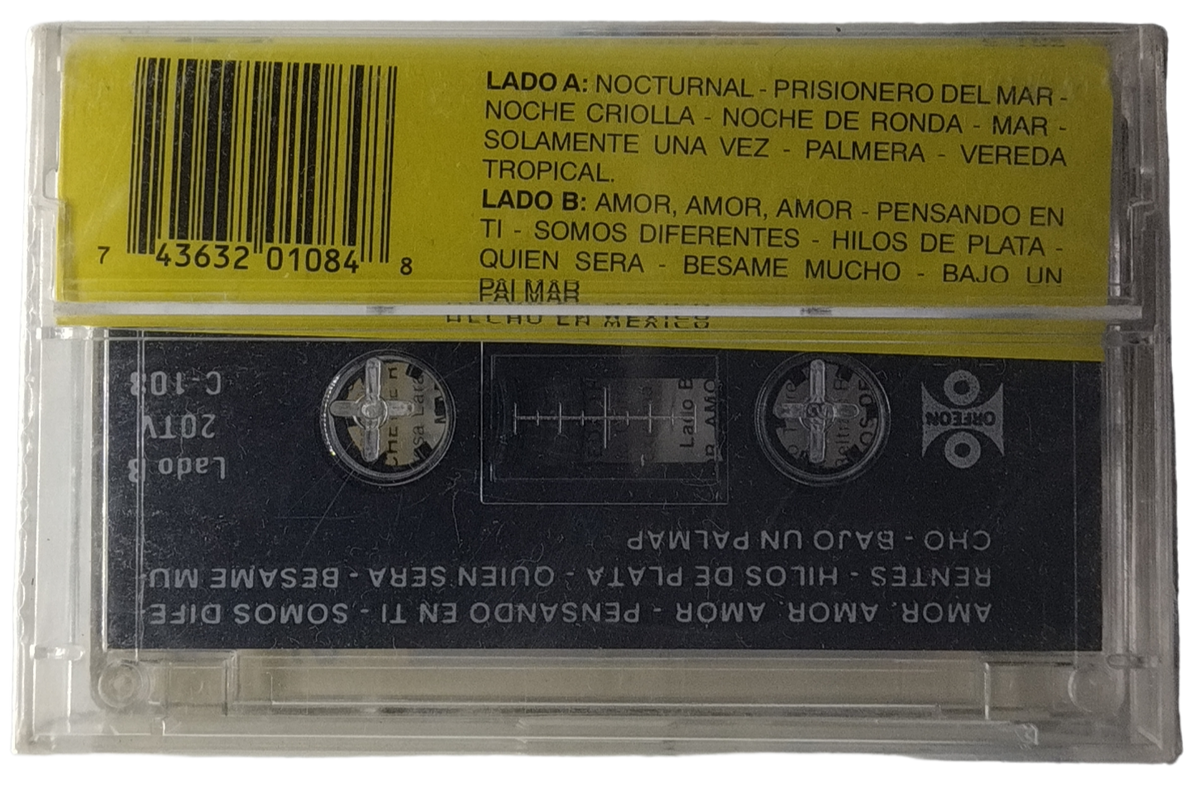 LADO A: NOCTURNAL - PRISIONERO DEL MAR -
NOCHE CRIOLLA - NOCHE DE RONDA - MAR -
SOLAMENTE UNA VEZ - PALMERA - VEREDA
TROPICAL.
LADO B: AMOR, AMOR, AMOR - PENSANDO EN
TI - SOMOS DIFERENTES - HILOS DE PLATA -
QUIEN SERA - BESAME MUCHO - BAJO UN
PALMAR
HECHO EN MEXICO
7 43632 01084 8
AMOR, AMOR, AMOR - PENSANDO EN TI - SOMOS DIFE-
RENTES - HILOS DE PLATA - QUIEN SERA - BESAME MU-
CHO - BAJO UN PALMAR
Lado B
20TV
C-108
ORFEON
Lado B